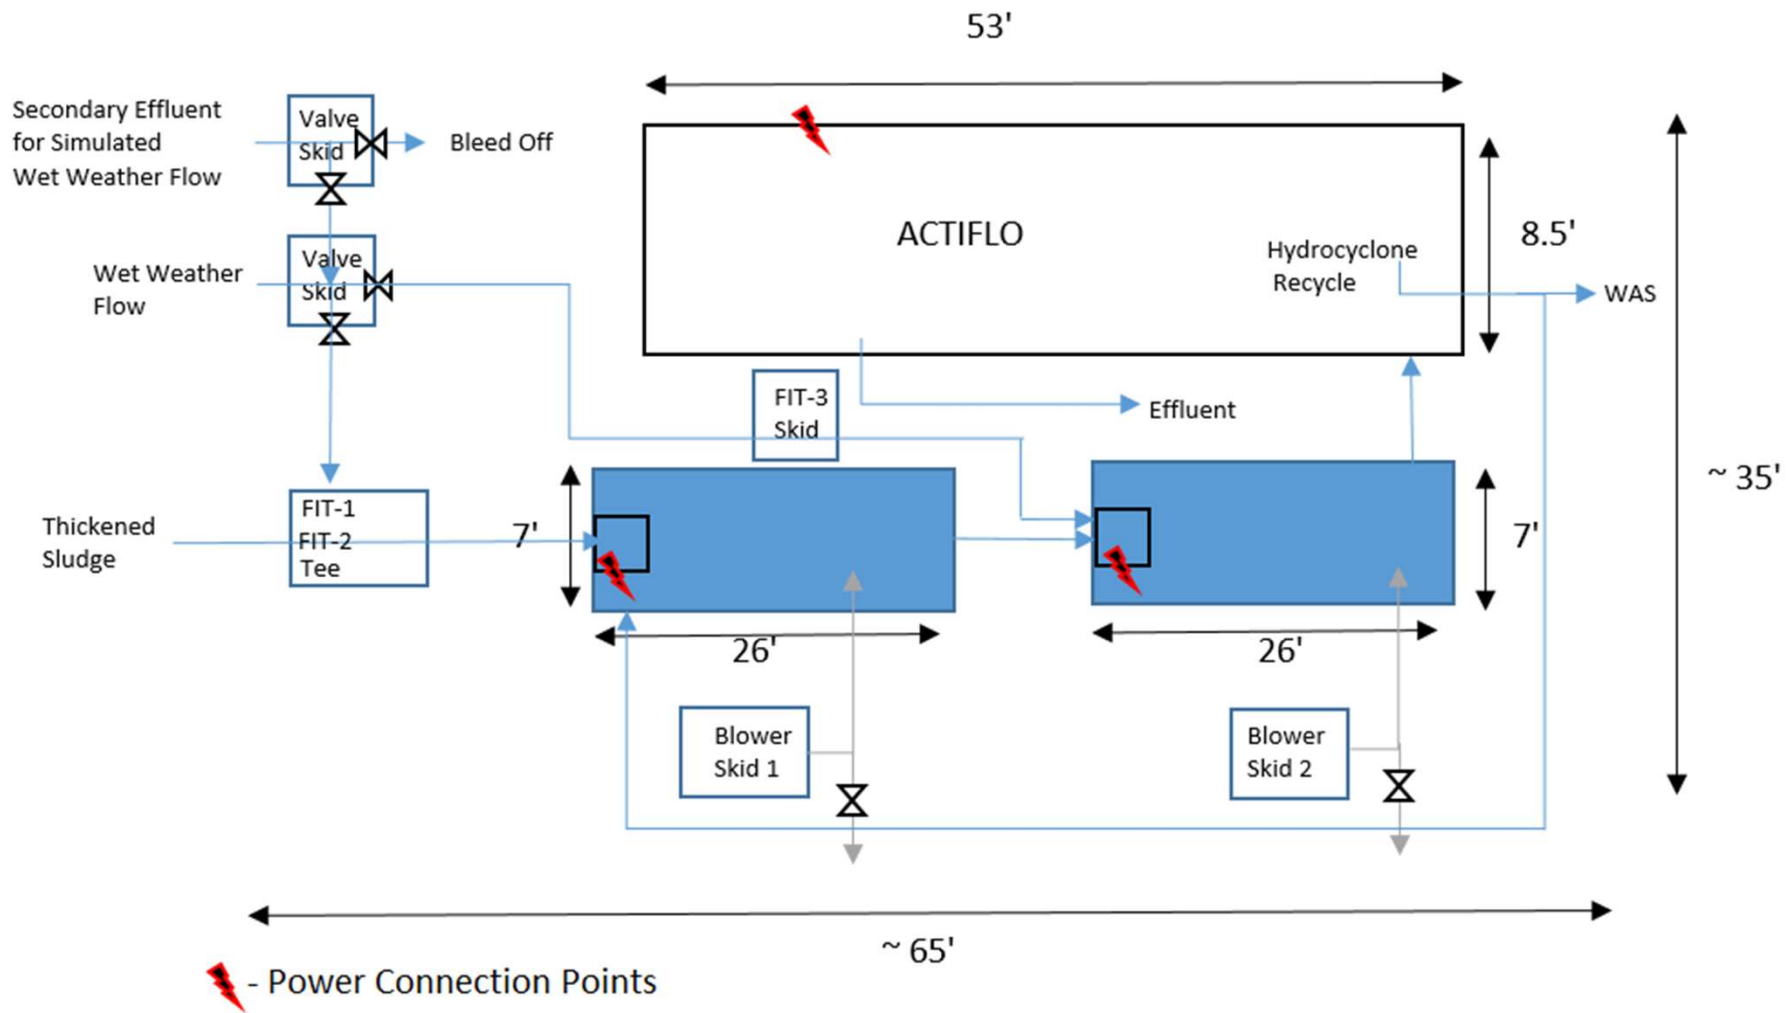 53'
Secondary Effluent
for Simulated
Wet Weather Flow
Valve
Skid
Bleed Off
Wet Weather
Flow
Valve
Skid
ACTIFLO
Hydrocyclone
Recycle
8.5'
WAS
FIT-3
Skid
Effluent
~ 35'
Thickened
Sludge
FIT-1
FIT-2
Tee
7'
7'
26'
26'
Blower
Skid 1
Blower
Skid 2
~ 65'
- Power Connection Points